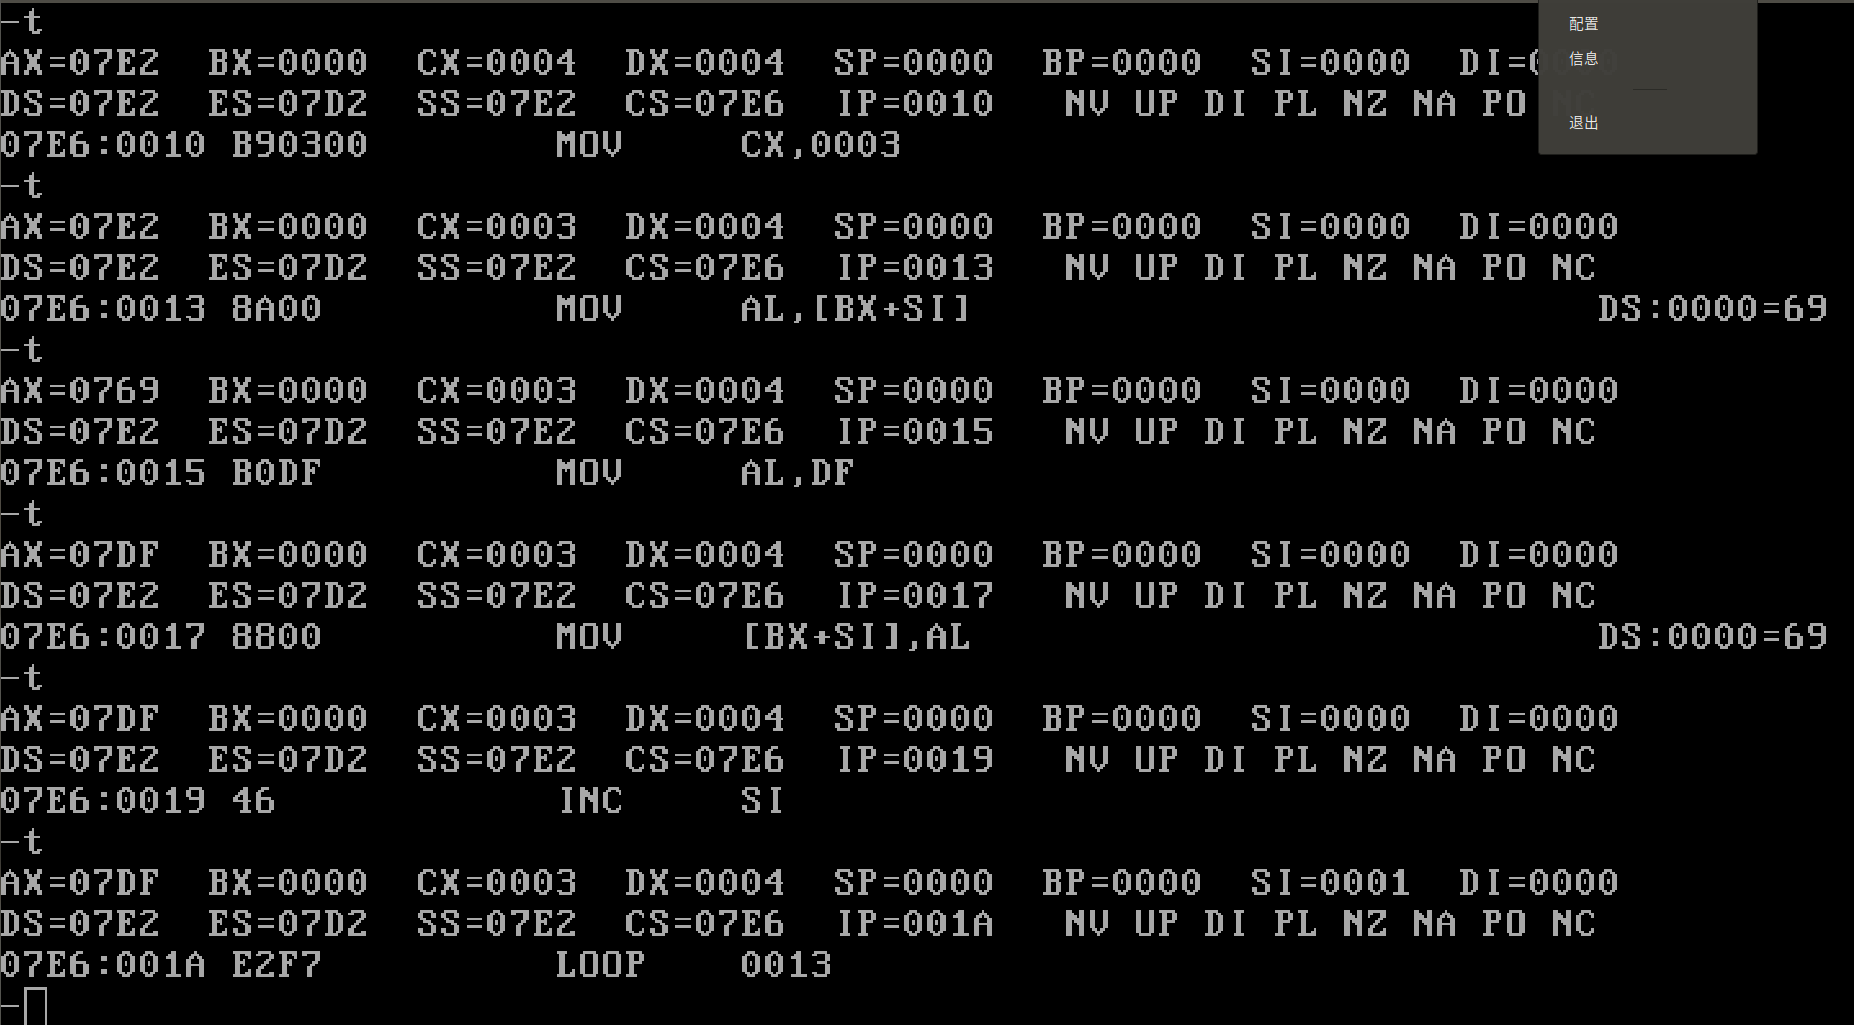 -t
AX=07E2  BX=0000  CX=0004  DX=0004  SP=0000  BP=0000  SI=0000  DI=0000
DS=07E2  ES=07D2  SS=07E2  CS=07E6  IP=0010   NV UP DI PL NZ NA PO NC
07E6:0010 B90300        MOV     CX,0003
-t
AX=07E2  BX=0000  CX=0003  DX=0004  SP=0000  BP=0000  SI=0000  DI=0000
DS=07E2  ES=07D2  SS=07E2  CS=07E6  IP=0013   NV UP DI PL NZ NA PO NC
07E6:0013 8A00          MOV     AL,[BX+SI]                         DS:0000=69
-t
AX=0769  BX=0000  CX=0003  DX=0004  SP=0000  BP=0000  SI=0000  DI=0000
DS=07E2  ES=07D2  SS=07E2  CS=07E6  IP=0015   NV UP DI PL NZ NA PO NC
07E6:0015 B0DF          MOV     AL,DF
-t
AX=07DF  BX=0000  CX=0003  DX=0004  SP=0000  BP=0000  SI=0000  DI=0000
DS=07E2  ES=07D2  SS=07E2  CS=07E6  IP=0017   NV UP DI PL NZ NA PO NC
07E6:0017 8800          MOV     [BX+SI],AL                         DS:0000=69
-t
AX=07DF  BX=0000  CX=0003  DX=0004  SP=0000  BP=0000  SI=0000  DI=0000
DS=07E2  ES=07D2  SS=07E2  CS=07E6  IP=0019   NV UP DI PL NZ NA PO NC
07E6:0019 46            INC     SI
-t
AX=07DF  BX=0000  CX=0003  DX=0004  SP=0000  BP=0000  SI=0001  DI=0000
DS=07E2  ES=07D2  SS=07E2  CS=07E6  IP=001A   NV UP DI PL NZ NA PO NC
07E6:001A E2F7          LOOP    0013
-
配置
信息
退出